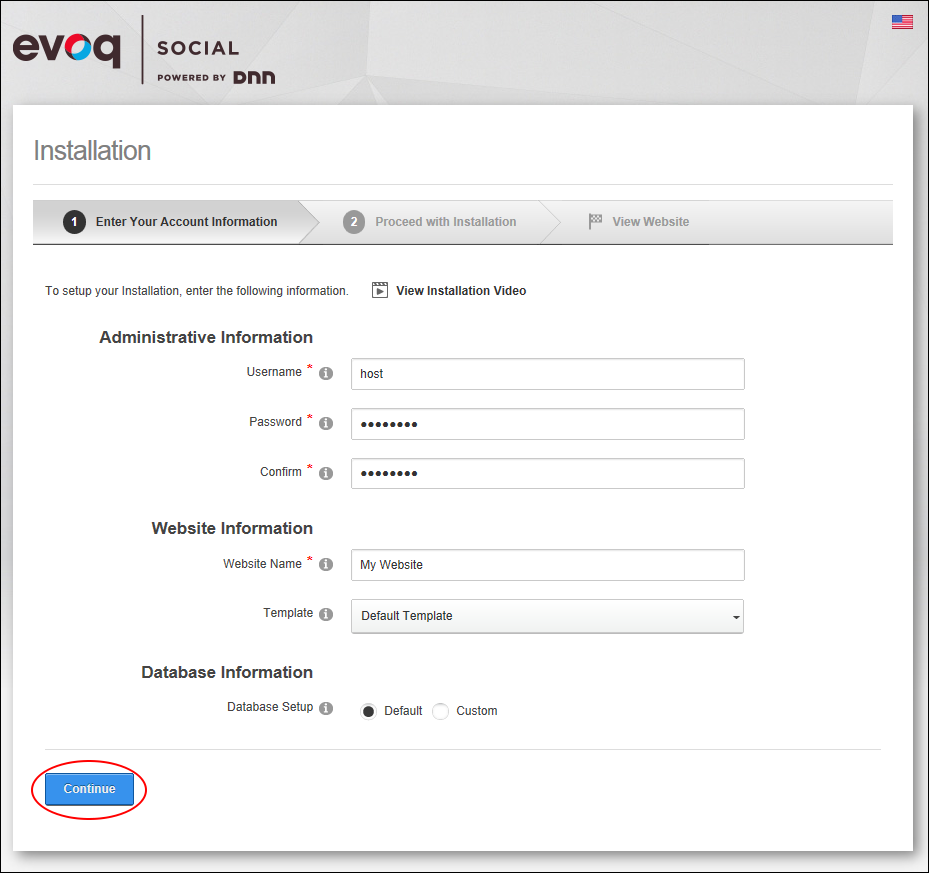 evoq
SOCIAL
POWERED BY DNN
Installation
1 Enter Your Account Information 2 Proceed with Installation View Website
To setup your Installation, enter the following information. View Installation Video
Administrative Information
Username * host
Password * ●●●●●●●●
Confirm * ●●●●●●●●
Website Information
Website Name * My Website
Template Default Template
Database Information
Database Setup Default Custom
Continue